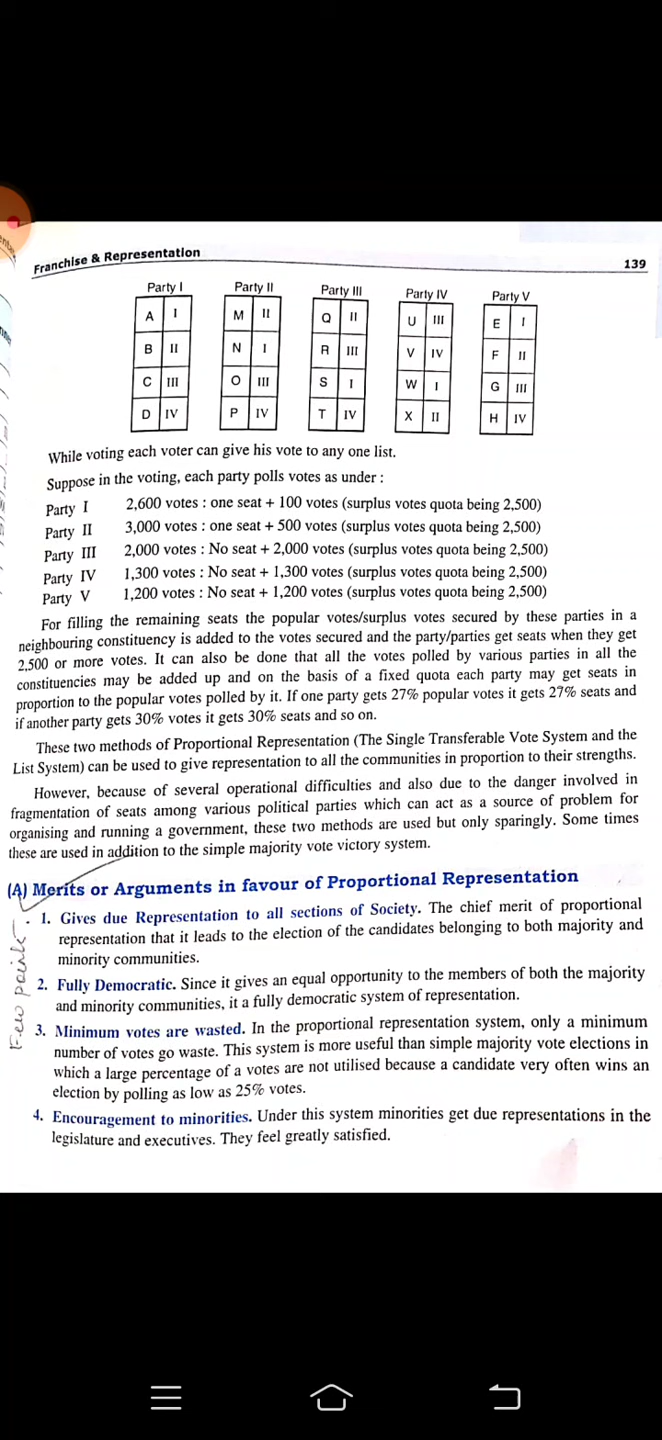 Franchise & Representation
139
Party I Party II Party III Party IV Party V
A I M II Q II U III E I
B II N I R III V IV F II
C III O III S I W I G III
D IV P IV T IV X II H IV
While voting each voter can give his vote to any one list.
Suppose in the voting, each party polls votes as under :
Party I 2,600 votes : one seat + 100 votes (surplus votes quota being 2,500)
Party II 3,000 votes : one seat + 500 votes (surplus votes quota being 2,500)
Party III 2,000 votes : No seat + 2,000 votes (surplus votes quota being 2,500)
Party IV 1,300 votes : No seat + 1,300 votes (surplus votes quota being 2,500)
Party V 1,200 votes : No seat + 1,200 votes (surplus votes quota being 2,500)
For filling the remaining seats the popular votes/surplus votes secured by these parties in a
neighbouring constituency is added to the votes secured and the party/parties get seats when they get
2,500 or more votes. It can also be done that all the votes polled by various parties in all the
constituencies may be added up and on the basis of a fixed quota each party may get seats in
proportion to the popular votes polled by it. If one party gets 27% popular votes it gets 27% seats and
if another party gets 30% votes it gets 30% seats and so on.
These two methods of Proportional Representation (The Single Transferable Vote System and the
List System) can be used to give representation to all the communities in proportion to their strengths.
However, because of several operational difficulties and also due to the danger involved in
fragmentation of seats among various political parties which can act as a source of problem for
organising and running a government, these two methods are used but only sparingly. Some times
these are used in addition to the simple majority vote victory system.
(A) Merits or Arguments in favour of Proportional Representation
1. Gives due Representation to all sections of Society. The chief merit of proportional
representation that it leads to the election of the candidates belonging to both majority and
minority communities.
2. Fully Democratic. Since it gives an equal opportunity to the members of both the majority
and minority communities, it a fully democratic system of representation.
3. Minimum votes are wasted. In the proportional representation system, only a minimum
number of votes go waste. This system is more useful than simple majority vote elections in
which a large percentage of a votes are not utilised because a candidate very often wins an
election by polling as low as 25% votes.
4. Encouragement to minorities. Under this system minorities get due representations in the
legislature and executives. They feel greatly satisfied.
Few points